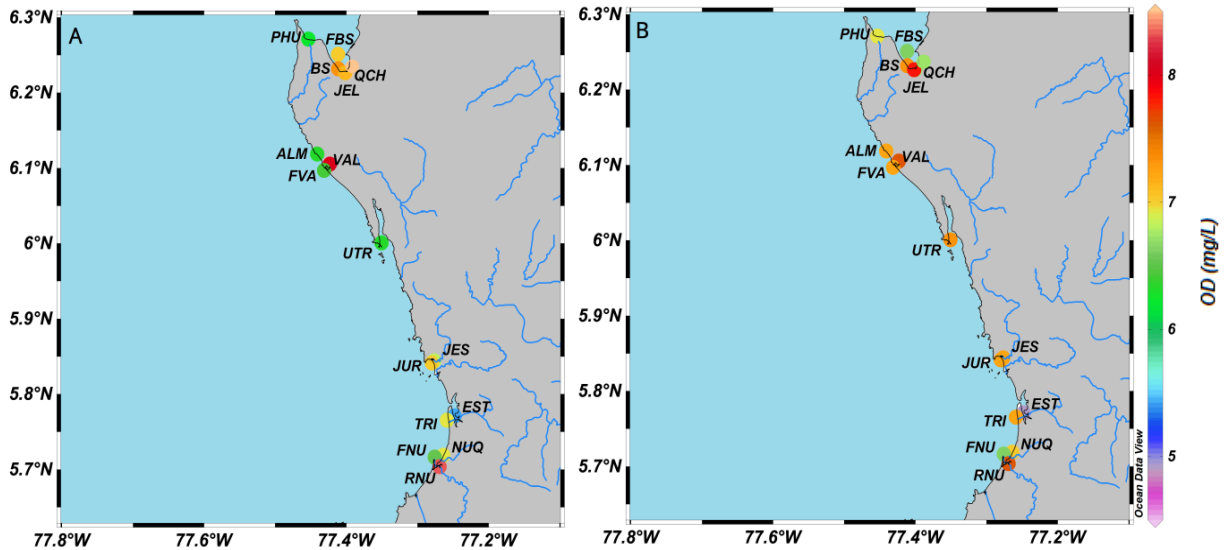 A
6.3°N
6.2°N
6.1°N
6°N
5.9°N
5.8°N
5.7°N
77.8°W
77.6°W
77.4°W
77.2°W
PHU
FBS
BS
QCH
JEL
ALM
VAL
FVA
UTR
JES
JUR
EST
TRI
FNU
NUQ
RNU
B
6.3°N
6.2°N
6.1°N
6°N
5.9°N
5.8°N
5.7°N
77.8°W
77.6°W
77.4°W
77.2°W
PHU
FBS
BS
QCH
JEL
ALM
VAL
FVA
UTR
JES
JUR
EST
TRI
FNU
NUQ
RNU
Ocean Data View
8
7
6
5
OD (mg/L)